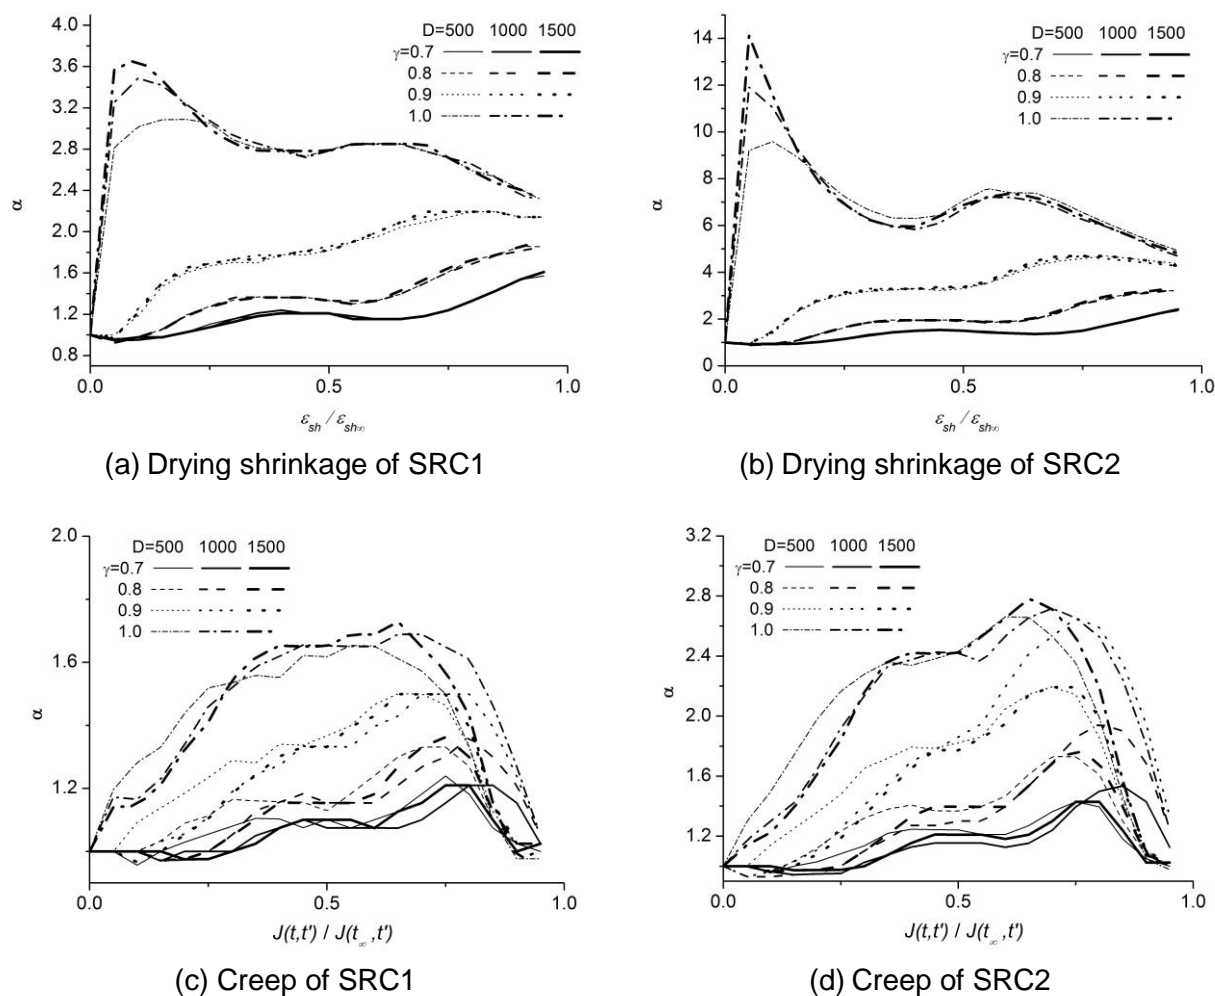 4.0
3.6
3.2
2.8
2.4
2.0
1.6
1.2
0.8
α
D=500 1000 1500
γ=0.7
0.8
0.9
1.0
0.0 0.5 1.0
εsh / εsh∞
(a) Drying shrinkage of SRC1
14
12
10
8
6
4
2
0
α
D=500 1000 1500
γ=0.7
0.8
0.9
1.0
0.0 0.5 1.0
εsh / εsh∞
(b) Drying shrinkage of SRC2
2.0
1.6
1.2
α
D=500 1000 1500
γ=0.7
0.8
0.9
1.0
0.0 0.5 1.0
J(t,t') / J(t∞,t')
(c) Creep of SRC1
3.2
2.8
2.4
2.0
1.6
1.2
α
D=500 1000 1500
γ=0.7
0.8
0.9
1.0
0.0 0.5 1.0
J(t,t') / J(t∞,t')
(d) Creep of SRC2